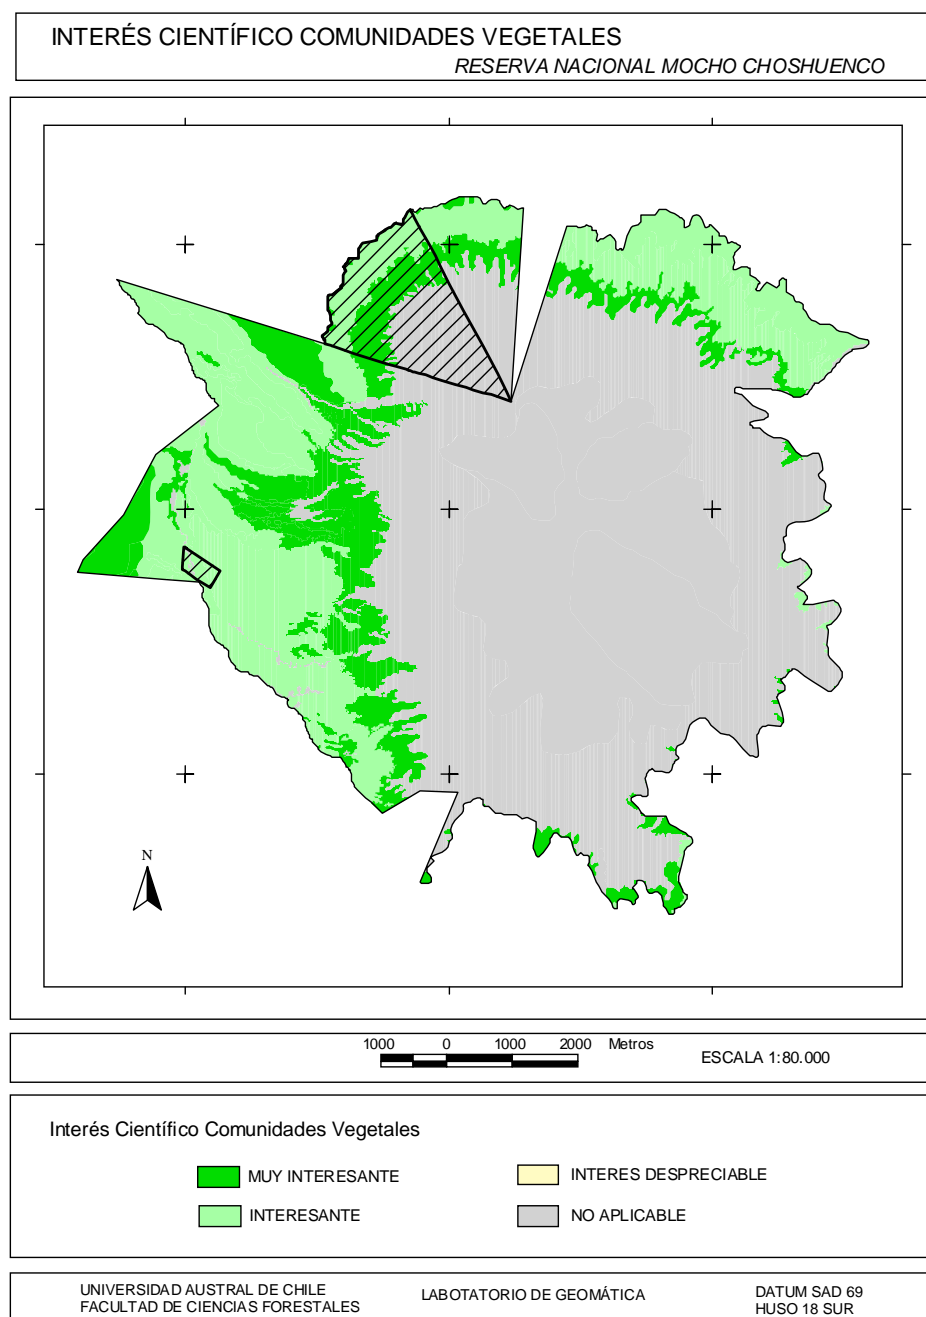 INTERÉS CIENTÍFICO COMUNIDADES VEGETALES
RESERVA NACIONAL MOCHO CHOSHUENCO
N
1000 0 1000 2000 Metros
ESCALA 1:80.000
Interés Científico Comunidades Vegetales
MUY INTERESANTE
INTERES DESPRECIABLE
INTERESANTE
NO APLICABLE
UNIVERSIDAD AUSTRAL DE CHILE
FACULTAD DE CIENCIAS FORESTALES
LABOTATORIO DE GEOMÁTICA
DATUM SAD 69
HUSO 18 SUR